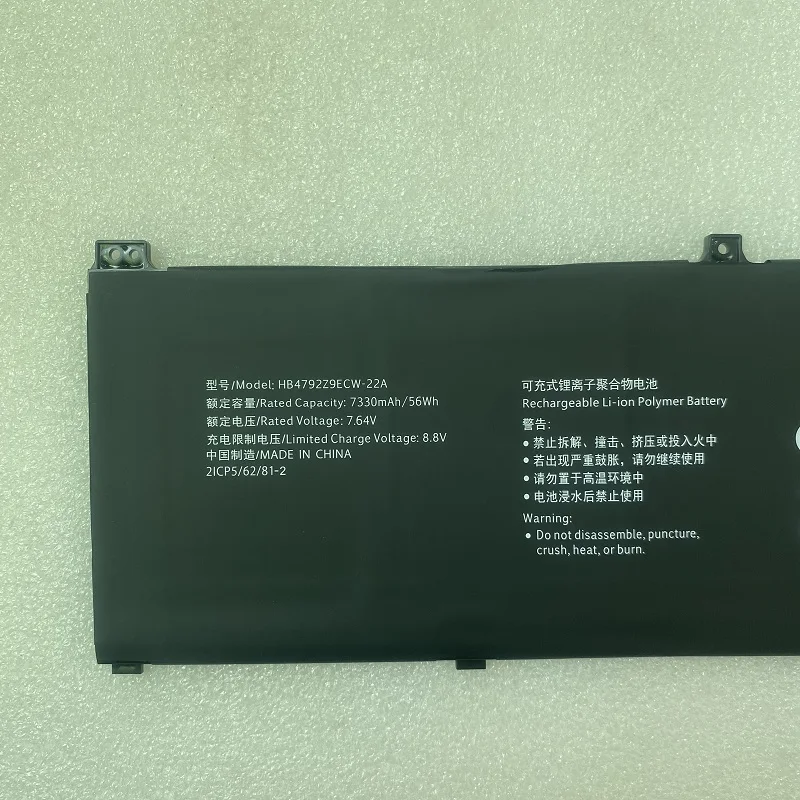 型号/Model: HB4792Z9ECW-22A
额定容量/Rated Capacity: 7330mAh/56Wh
额定电压/Rated Voltage: 7.64V
充电限制电压/Limited Charge Voltage: 8.8V
中国制造/MADE IN CHINA
2ICP5/62/81-2
可充式锂离子聚合物电池
Rechargeable Li-ion Polymer Battery
警告:
• 禁止拆解、撞击、挤压或投入火中
• 若出现严重鼓胀，请勿继续使用
• 请勿置于高温环境中
• 电池浸水后禁止使用
Warning:
• Do not disassemble, puncture,
crush, heat, or burn.